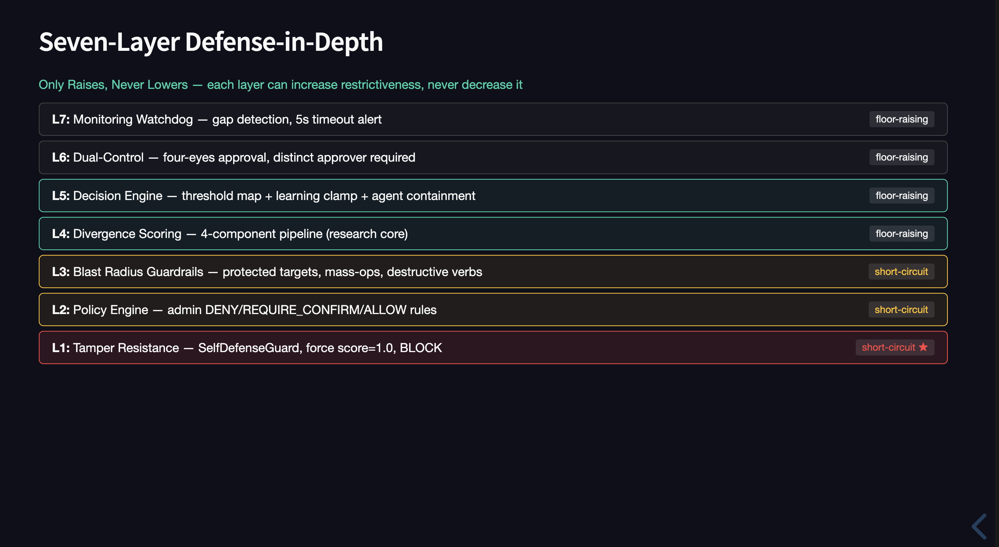 Seven-Layer Defense-in-Depth
Only Raises, Never Lowers — each layer can increase restrictiveness, never decrease it
L7: Monitoring Watchdog — gap detection, 5s timeout alert floor-raising
L6: Dual-Control — four-eyes approval, distinct approver required floor-raising
L5: Decision Engine — threshold map + learning clamp + agent containment floor-raising
L4: Divergence Scoring — 4-component pipeline (research core) floor-raising
L3: Blast Radius Guardrails — protected targets, mass-ops, destructive verbs short-circuit
L2: Policy Engine — admin DENY/REQUIRE_CONFIRM/ALLOW rules short-circuit
L1: Tamper Resistance — SelfDefenseGuard, force score=1.0, BLOCK short-circuit ★